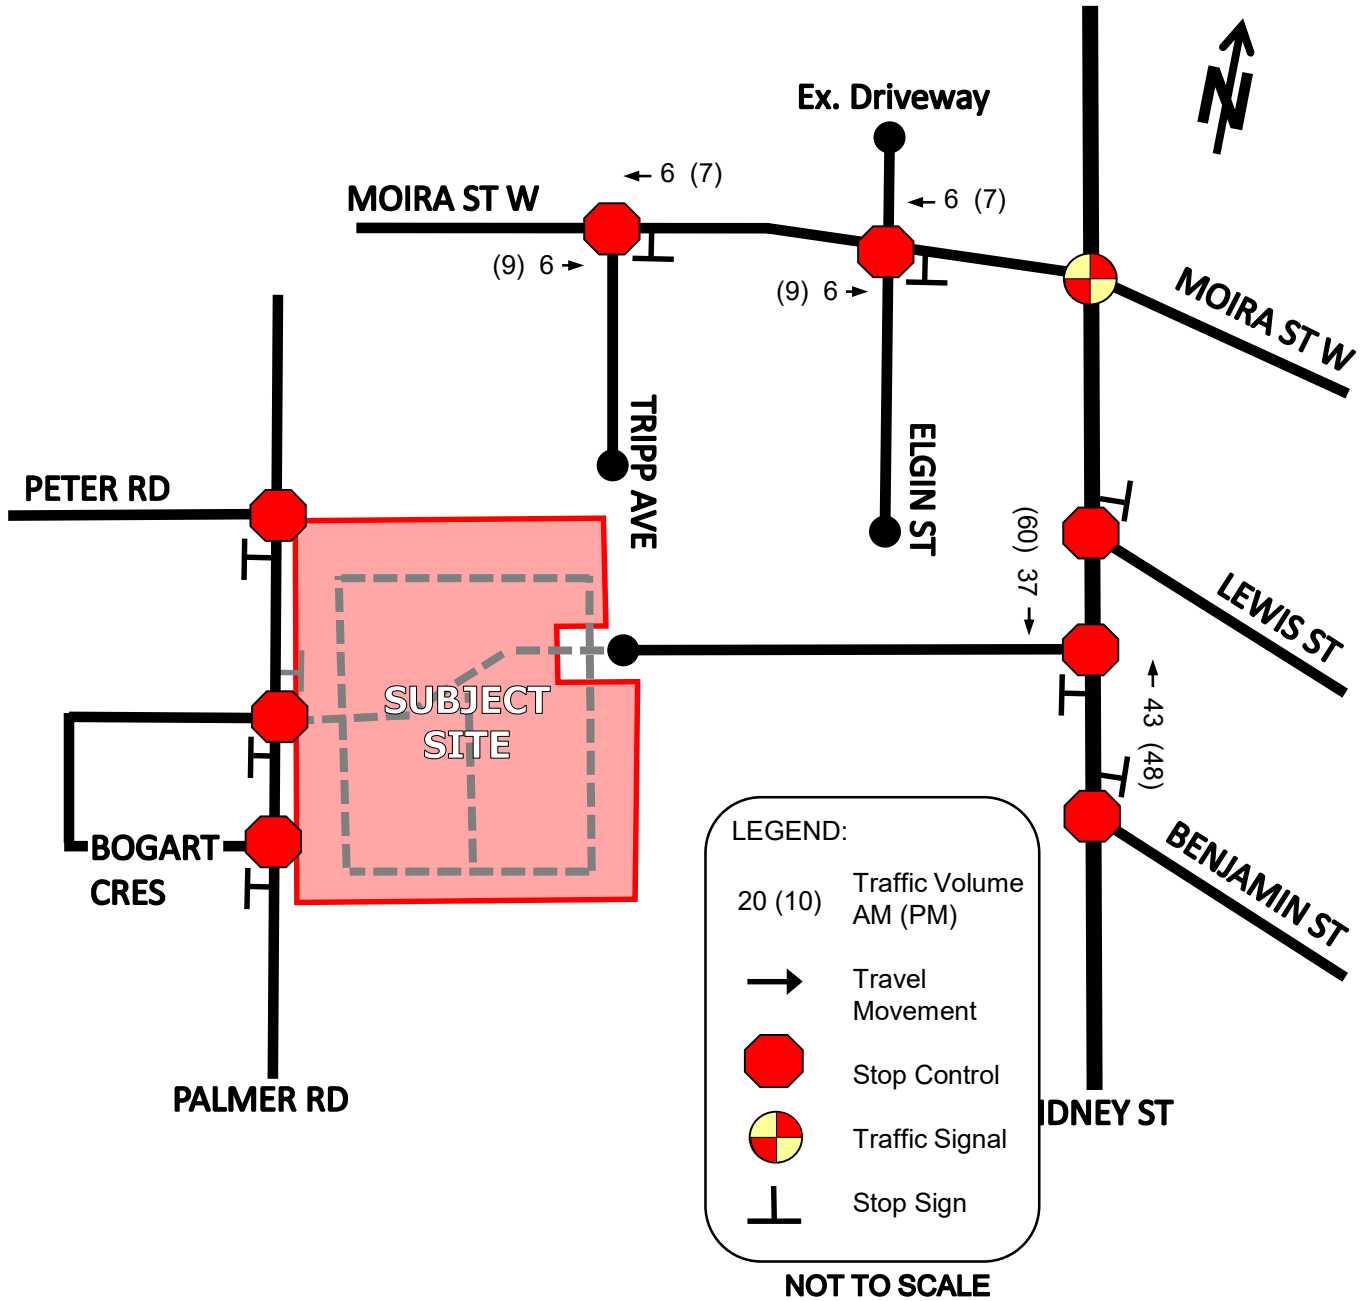 N
Ex. Driveway
6 (7)
MOIRA ST W
6 (7)
(9) 6
(9) 6
MOIRA ST W
TRIPP AVE
ELGIN ST
PETER RD
(60) 37
LEWIS ST
SUBJECT
SITE
43 (48)
BOGART
CRES
BENJAMIN ST
PALMER RD
IDNEY ST
LEGEND:
20 (10)
Traffic Volume
AM (PM)
Travel
Movement
Stop Control
Traffic Signal
Stop Sign
NOT TO SCALE